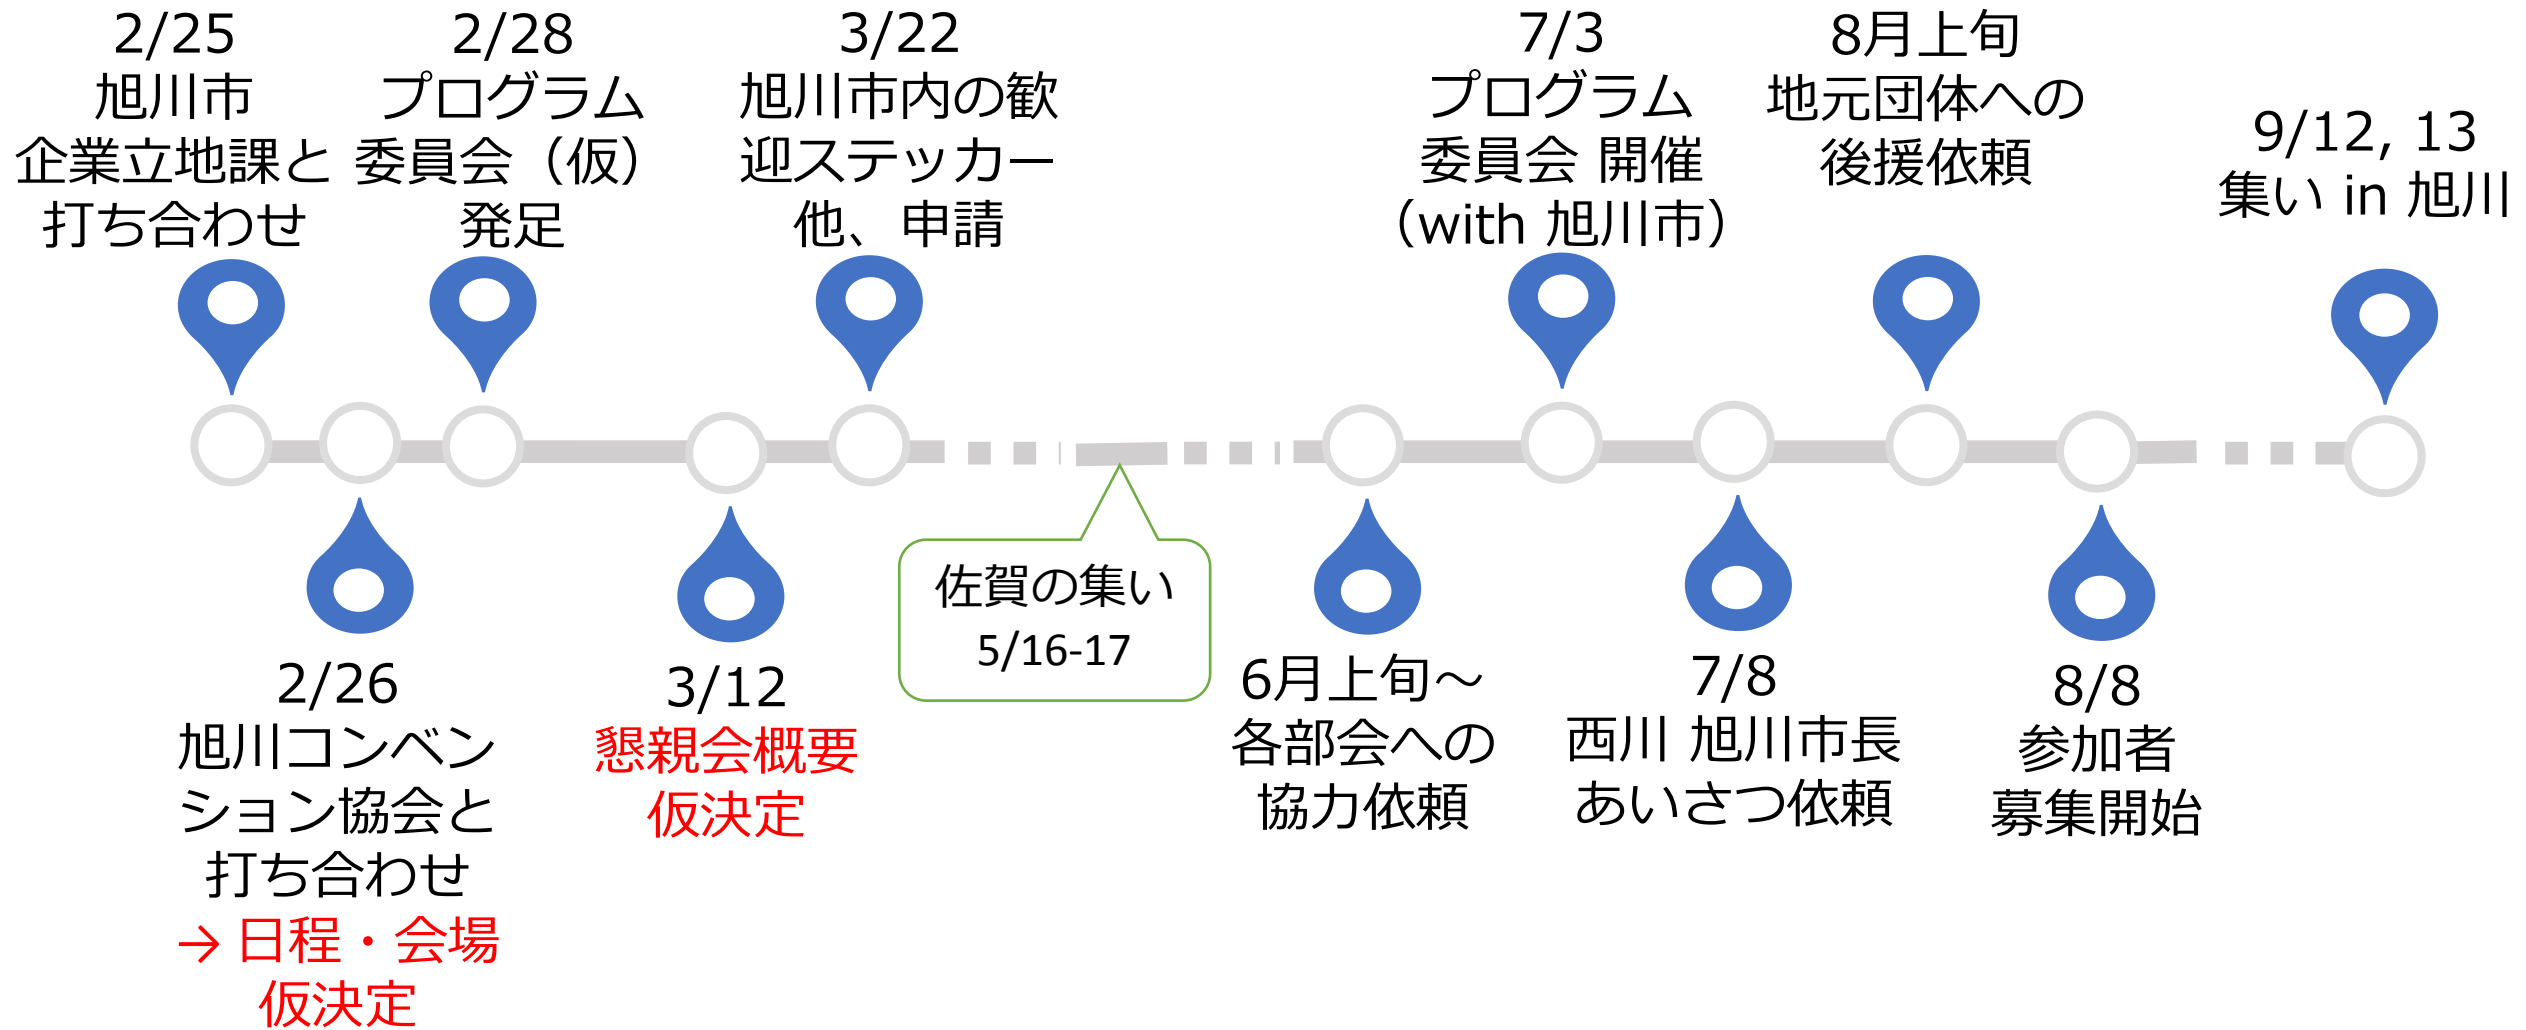 2/25
旭川市
企業立地課と
打ち合わせ
2/28
プログラム
委員会（仮）
発足
3/22
旭川市内の歓
迎ステッカー
他、申請
7/3
プログラム
委員会 開催
（with 旭川市）
8月上旬
地元団体への
後援依頼
9/12, 13
集い in 旭川
2/26
旭川コンベン
ション協会と
打ち合わせ
→ 日程・会場
仮決定
3/12
懇親会概要
仮決定
佐賀の集い
5/16-17
6月上旬～
各部会への
協力依頼
7/8
西川 旭川市長
あいさつ依頼
8/8
参加者
募集開始